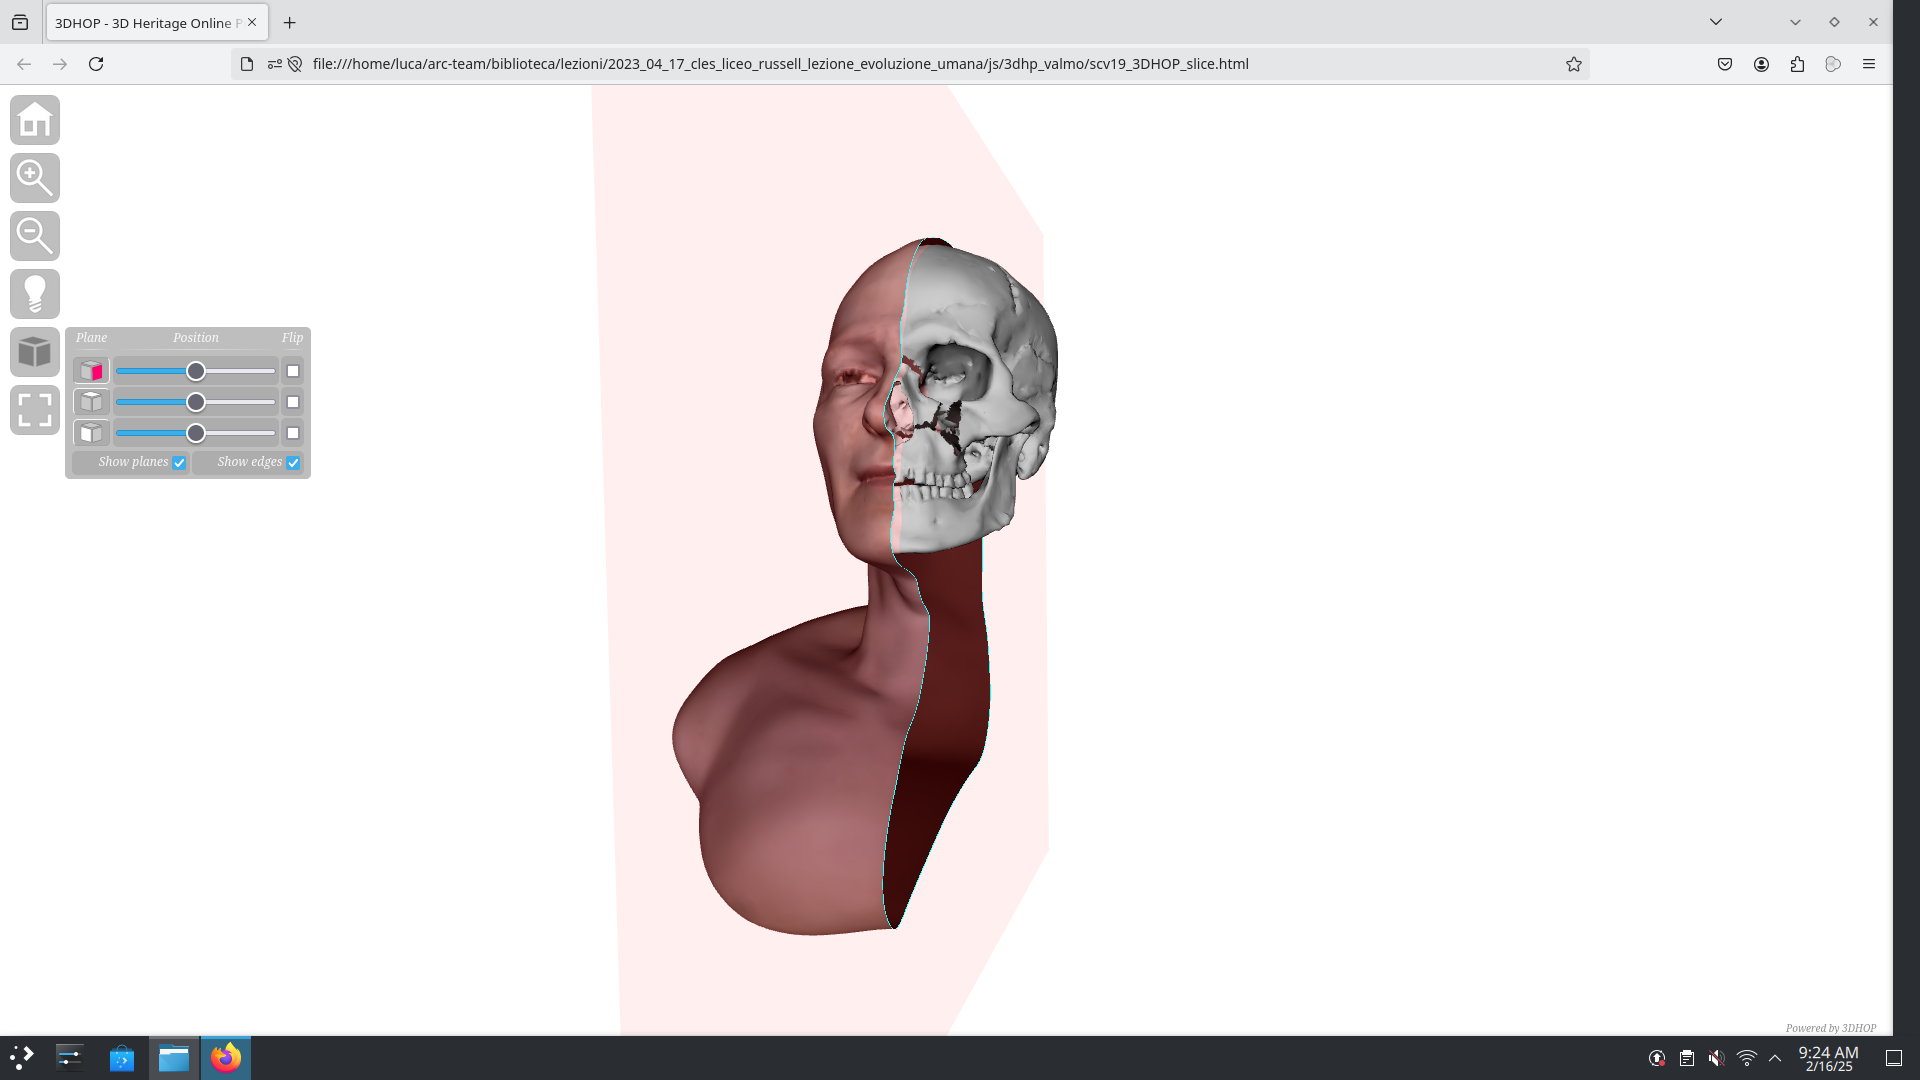 3DHOP - 3D Heritage Online P
file:///home/luca/arc-team/biblioteca/lezioni/2023_04_17_cles_liceo_russell_lezione_evoluzione_umana/js/3dhp_valmo/scv19_3DHOP_slice.html
Plane Position Flip
Show planes Show edges
Powered by 3DHOP
9:24 AM
2/16/25